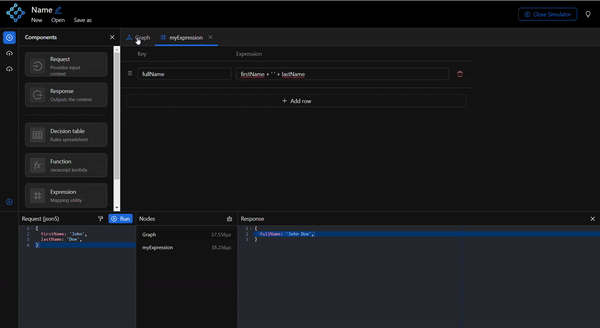 Name
New Open Save as
Close Simulator
Components
Graph myExpression
Request
Provides input
context
Response
Outputs the context
Decision table
Rules spreadsheet
Function
Javascript lambda
Expression
Mapping utility
Key Expression
fullName firstName + ' ' + lastName
+ Add row
Request (json5) Run
1 {
2 firstName: 'John',
3 lastName: 'Doe',
4 }
Nodes
Graph 57.556µs
myExpression 38.256µs
Response
1 {
2 fullName: 'John Doe',
3 }